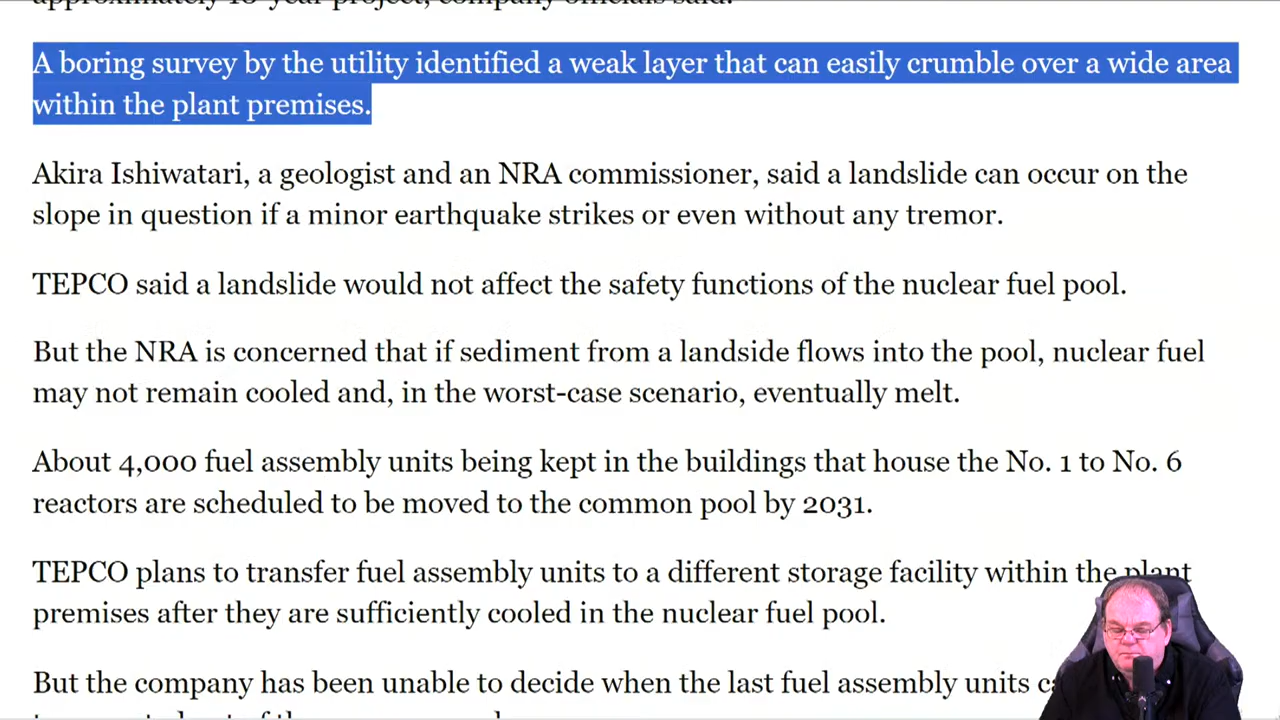 approximately 10-year project, company officials said.
A boring survey by the utility identified a weak layer that can easily crumble over a wide area
within the plant premises.
Akira Ishiwatari, a geologist and an NRA commissioner, said a landslide can occur on the
slope in question if a minor earthquake strikes or even without any tremor.
TEPCO said a landslide would not affect the safety functions of the nuclear fuel pool.
But the NRA is concerned that if sediment from a landside flows into the pool, nuclear fuel
may not remain cooled and, in the worst-case scenario, eventually melt.
About 4,000 fuel assembly units being kept in the buildings that house the No. 1 to No. 6
reactors are scheduled to be moved to the common pool by 2031.
TEPCO plans to transfer fuel assembly units to a different storage facility within the plant
premises after they are sufficiently cooled in the nuclear fuel pool.
But the company has been unable to decide when the last fuel assembly units